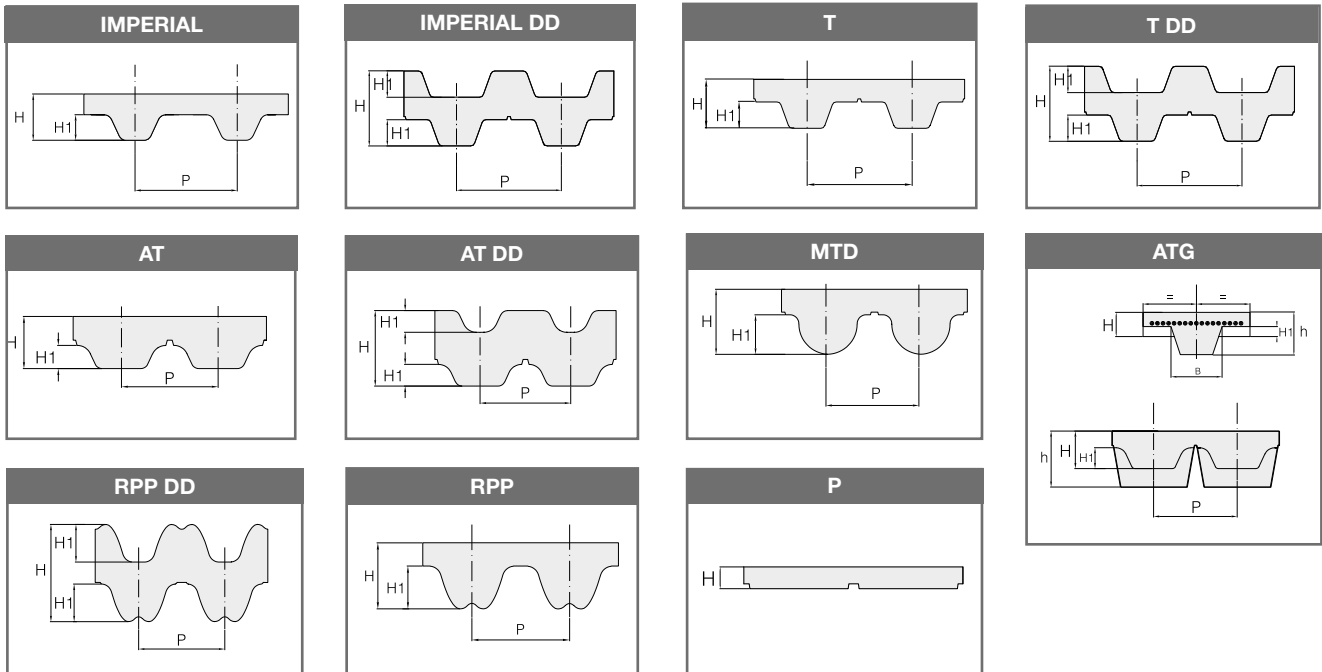 IMPERIAL
H
H1
P
IMPERIAL DD
H1
H
H1
P
T
H
H1
P
T DD
H1
H
H1
P
AT
H
H1
P
AT DD
H1
H
H1
P
MTD
H
H1
P
ATG
= =
H
H1
h
B
h
H
H1
P
RPP DD
H1
H
H1
P
RPP
H
H1
P
P
H